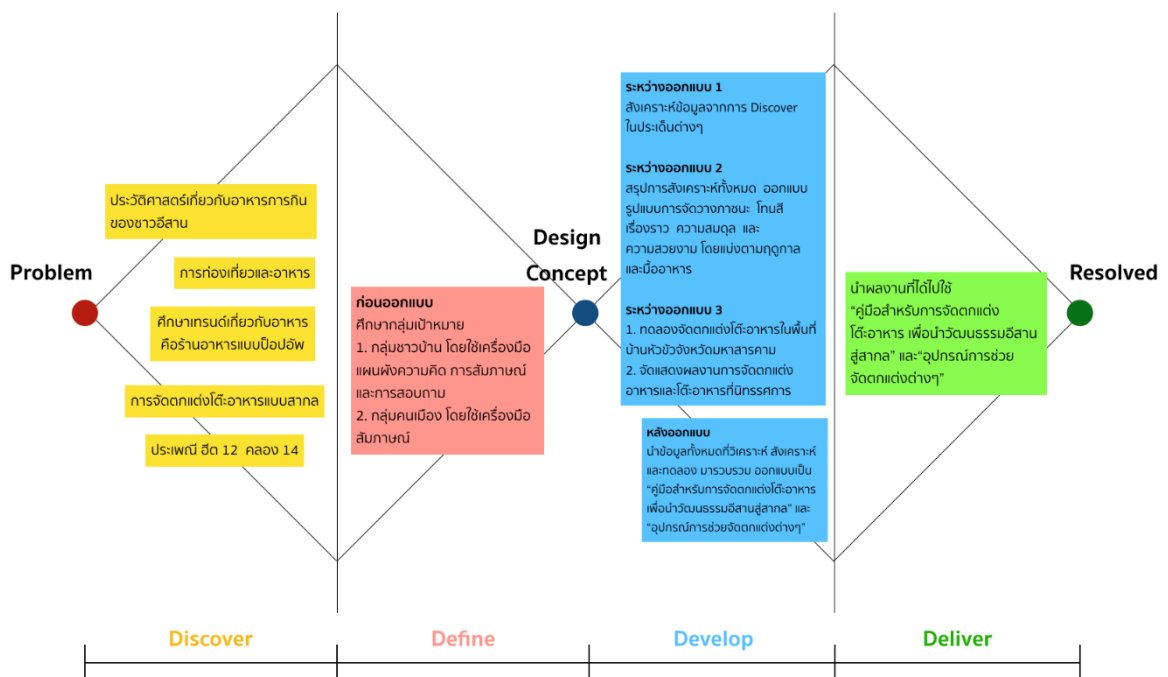 Problem
ประวัติศาสตร์เกี่ยวกับอาหารการกิน
ของชาวอีสาน
การท่องเที่ยวและอาหาร
ศึกษาเทรนด์เกี่ยวกับอาหาร
คือร้านอาหารแบบป็อปอัพ
การจัดตกแต่งโต๊ะอาหารแบบสากล
ประเพณี ฮีต 12 คลอง 14
ก่อนออกแบบ
ศึกษากลุ่มเป้าหมาย
1. กลุ่มชาวบ้าน โดยใช้เครื่องมือ
แผนผังความคิด การสัมภาษณ์
และการสอบถาม
2. กลุ่มคนเมือง โดยใช้เครื่องมือ
สัมภาษณ์
Design
Concept
ระหว่างออกแบบ 1
สังเคราะห์ข้อมูลจากการ Discover
ในประเด็นต่างๆ
ระหว่างออกแบบ 2
สรุปการสังเคราะห์ทั้งหมด ออกแบบ
รูปแบบการจัดวางภาชนะ โทนสี
เรื่องราว ความสมดุล และ
ความสวยงาม โดยแบ่งตามฤดูกาล
และมื้ออาหาร
ระหว่างออกแบบ 3
1. ทดลองจัดตกแต่งโต๊ะอาหารในพื้นที่
บ้านหัวขัวจังหวัดมหาสารคาม
2. จัดแสดงผลงานการจัดตกแต่ง
อาหารและโต๊ะอาหารที่นิทรรศการ
หลังออกแบบ
นำข้อมูลทั้งหมดที่วิเคราะห์ สังเคราะห์
และทดลอง มารวบรวม ออกแบบเป็น
“คู่มือสำหรับการจัดตกแต่งโต๊ะอาหาร
เพื่อนำวัฒนธรรมอีสานสู่สากล” และ
“อุปกรณ์การช่วยจัดตกแต่งต่างๆ”
นำผลงานที่ได้ไปใช้
“คู่มือสำหรับการจัดตกแต่ง
โต๊ะอาหาร เพื่อนำวัฒนธรรมอีสาน
สู่สากล” และ“อุปกรณ์การช่วย
จัดตกแต่งต่างๆ”
Resolved
Discover
Define
Develop
Deliver